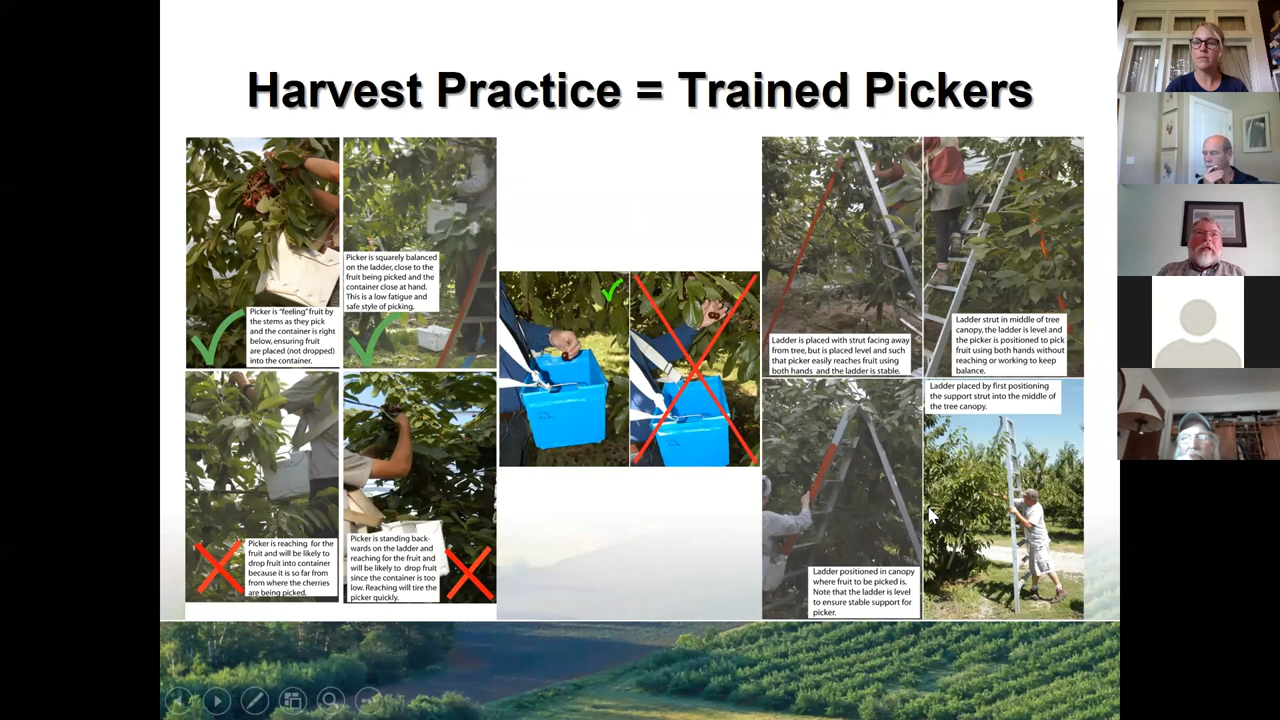 Harvest Practice = Trained Pickers
Picker is "feeling" fruit by
the stems as they pick
and the container is right
below, ensuring fruit
are placed (not dropped)
into the container.
Picker is squarely balanced
on the ladder, close to the
fruit being picked and the
container close at hand.
This is a low fatigue and
safe style of picking.
Picker is reaching for the
fruit and will be likely to
drop fruit into container
because it is so far from
from where the cherries
are being picked.
Picker is standing back-
wards on the ladder and
reaching for the fruit and
will be likely to drop fruit
since the container is too
low. Reaching will tire the
picker quickly.
Ladder is placed with strut facing away
from tree, but is placed level and such
that picker easily reaches fruit using
both hands and the ladder is stable.
Ladder strut in middle of tree
canopy, the ladder is level and
the picker is positioned to pick
fruit using both hands without
reaching or working to keep
balance.
Ladder positioned in canopy
where fruit to be picked is.
Note that the ladder is level
to ensure stable support for
picker.
Ladder placed by first positioning
the support strut into the middle of
the tree canopy.